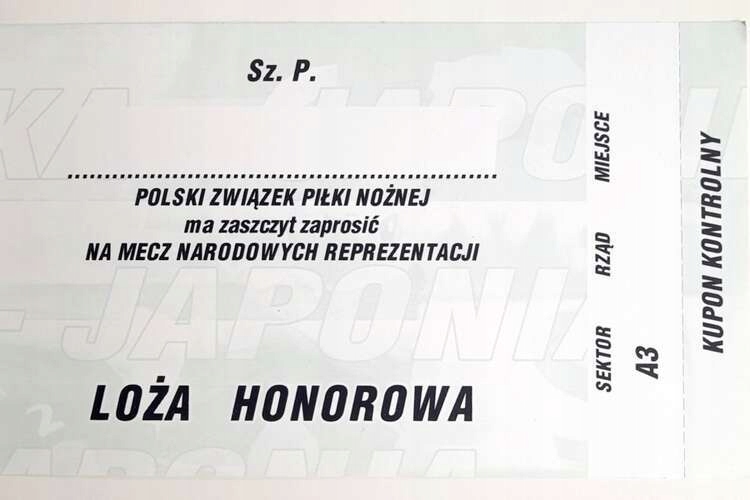 Sz. P.
POLSKI ZWIĄZEK PIŁKI NOŻNEJ
ma zaszczyt zaprosić
NA MECZ NARODOWYCH REPREZENTACJI
- JAPONIA
LOŻA HONOROWA
SEKTOR RZĄD MIEJSCE
A3
KUPON KONTROLNY